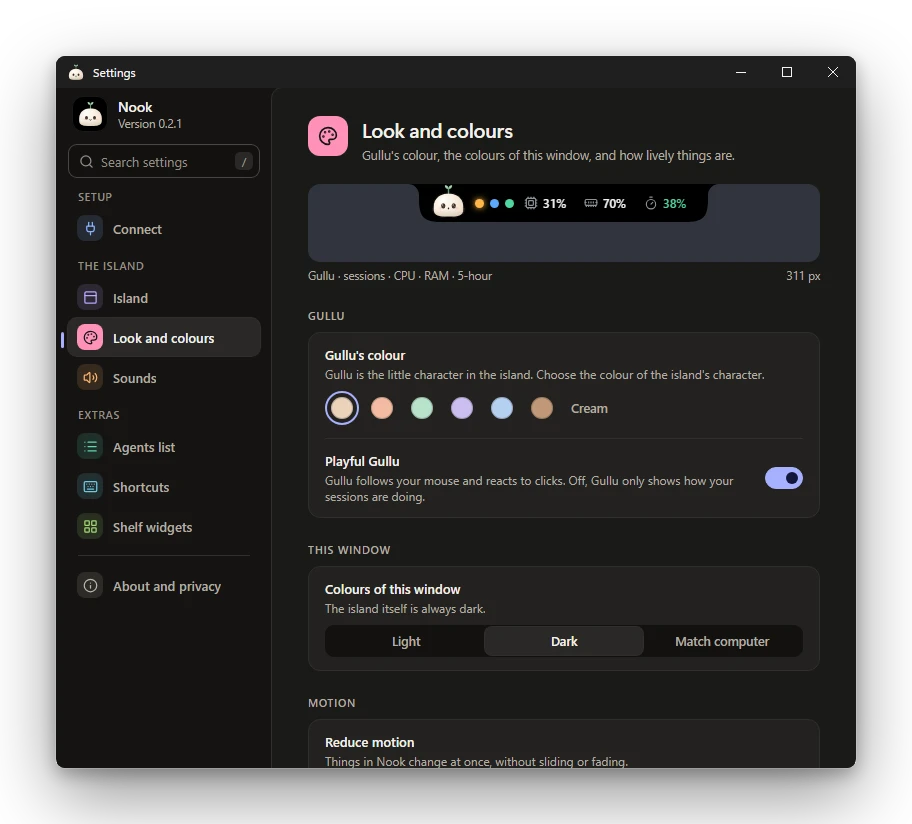 Settings
Nook
Version 0.2.1
Search settings /
SETUP
Connect
THE ISLAND
Island
Look and colours
Sounds
EXTRAS
Agents list
Shortcuts
Shelf widgets
About and privacy
Look and colours
Gullu's colour, the colours of this window, and how lively things are.
31% 70% 38%
Gullu · sessions · CPU · RAM · 5-hour 311 px
GULLU
Gullu's colour
Gullu is the little character in the island. Choose the colour of the island's character.
Cream
Playful Gullu
Gullu follows your mouse and reacts to clicks. Off, Gullu only shows how your
sessions are doing.
THIS WINDOW
Colours of this window
The island itself is always dark.
Light Dark Match computer
MOTION
Reduce motion
Things in Nook change at once, without sliding or fading.